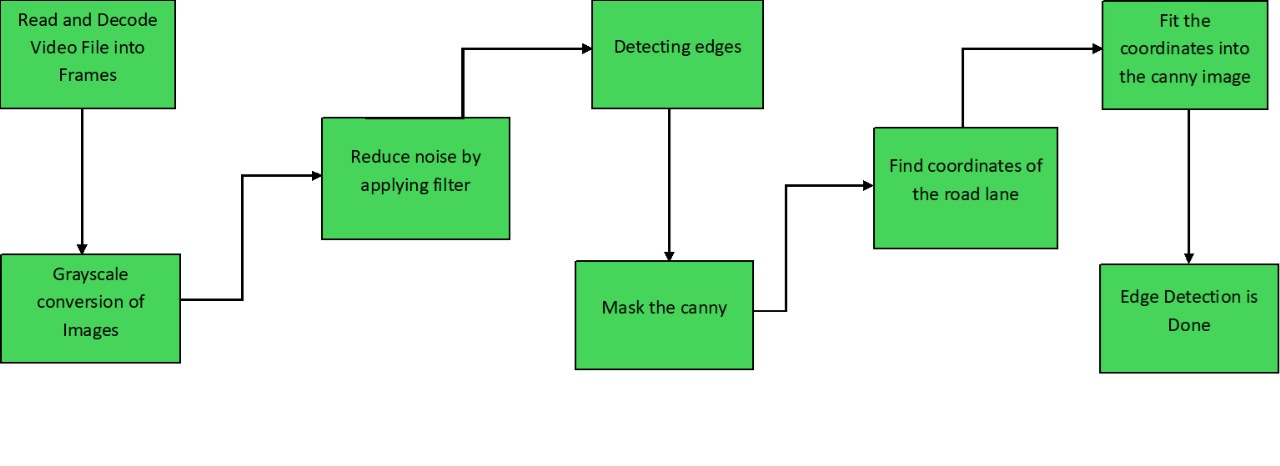 Read and Decode
Video File into
Frames
Grayscale
conversion of
Images
Reduce noise by
applying filter
Detecting edges
Mask the canny
Find coordinates of
the road lane
Fit the
coordinates into
the canny image
Edge Detection is
Done